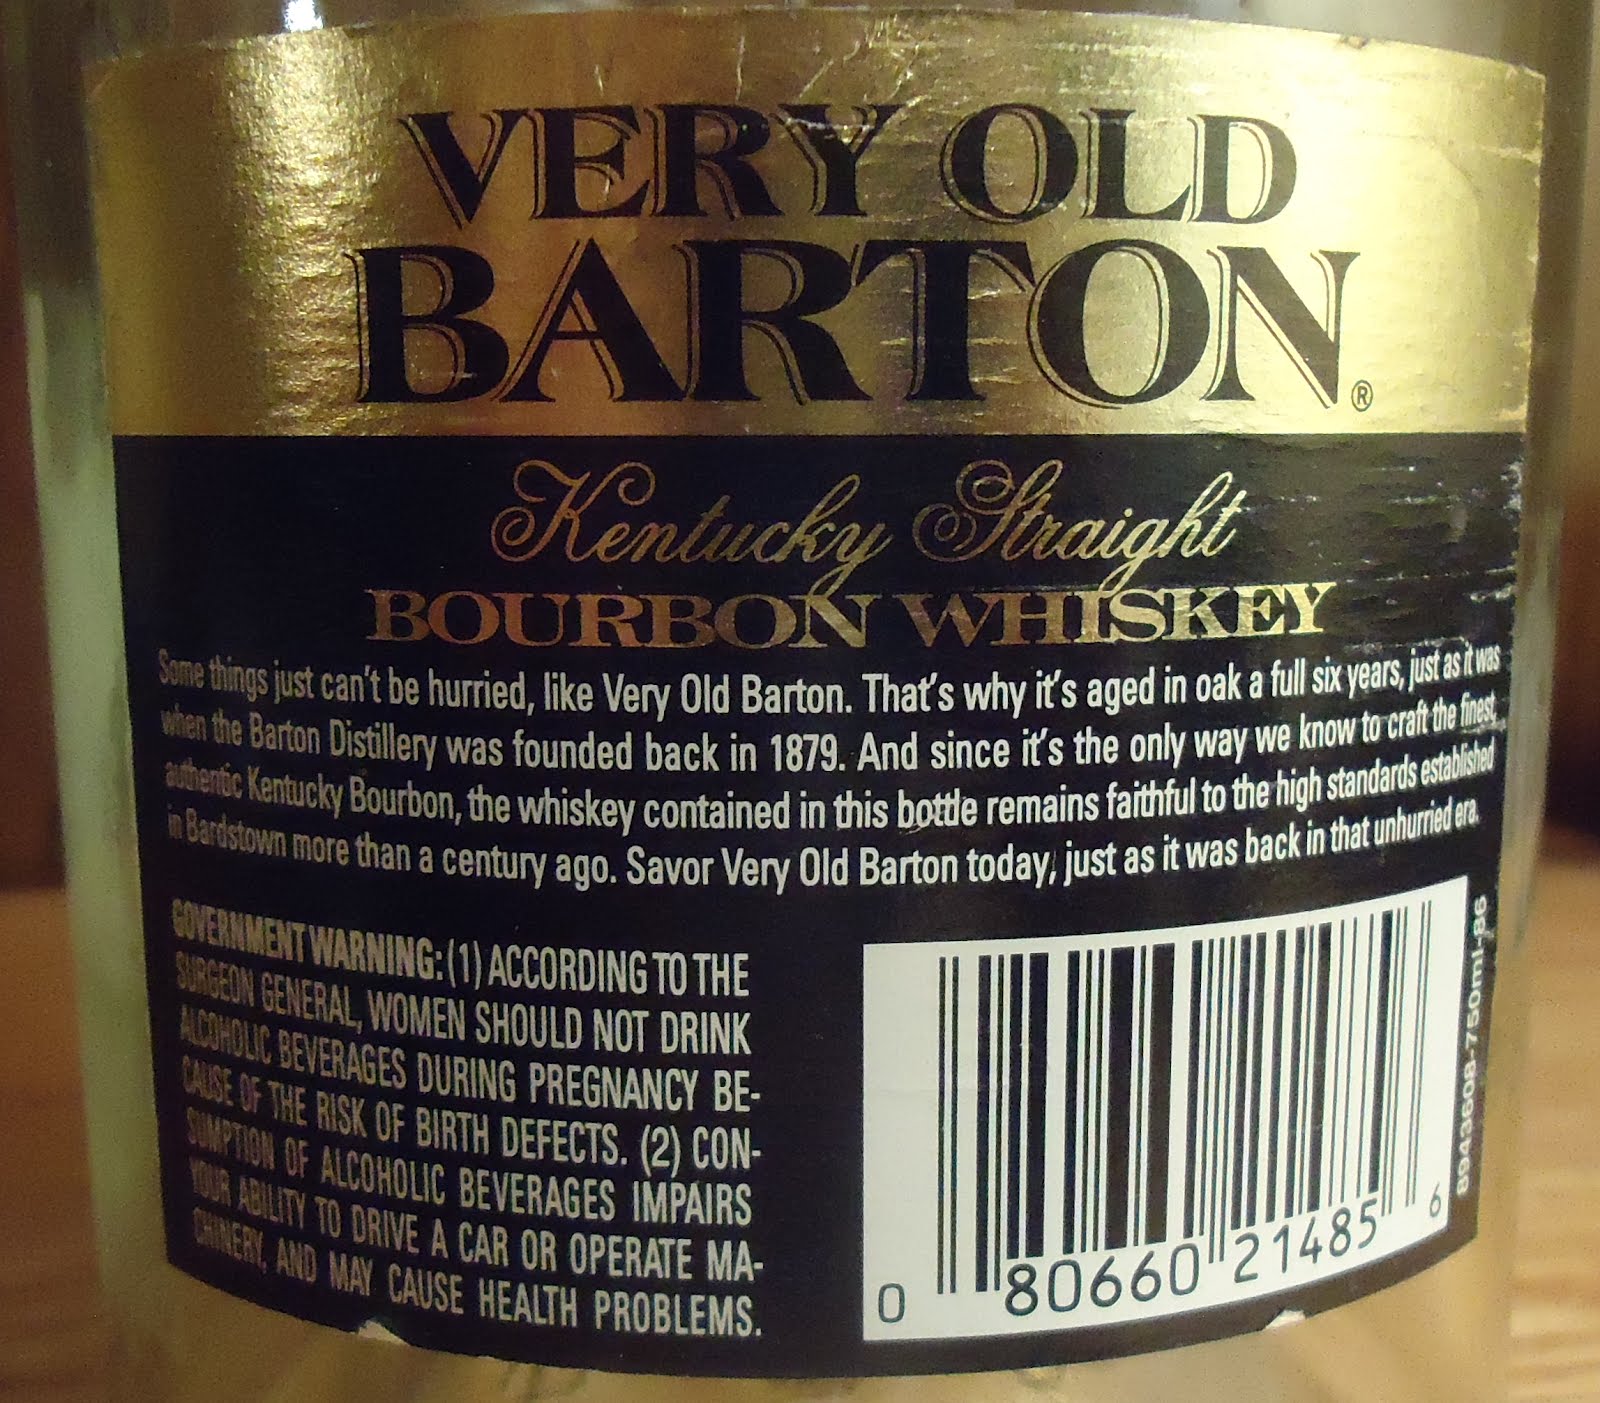 VERY OLD
BARTON®
Kentucky Straight
BOURBON WHISKEY
Some things just can't be hurried, like Very Old Barton. That's why it's aged in oak a full six years, just as it was
when the Barton Distillery was founded back in 1879. And since it's the only way we know to craft the finest,
authentic Kentucky Bourbon, the whiskey contained in this bottle remains faithful to the high standards established
in Bardstown more than a century ago. Savor Very Old Barton today, just as it was back in that unhurried era.
GOVERNMENT WARNING: (1) ACCORDING TO THE
SURGEON GENERAL, WOMEN SHOULD NOT DRINK
ALCOHOLIC BEVERAGES DURING PREGNANCY BE-
CAUSE OF THE RISK OF BIRTH DEFECTS. (2) CON-
SUMPTION OF ALCOHOLIC BEVERAGES IMPAIRS
YOUR ABILITY TO DRIVE A CAR OR OPERATE MA-
CHINERY, AND MAY CAUSE HEALTH PROBLEMS.
0 80660 21485 6
8943608-750ml-86